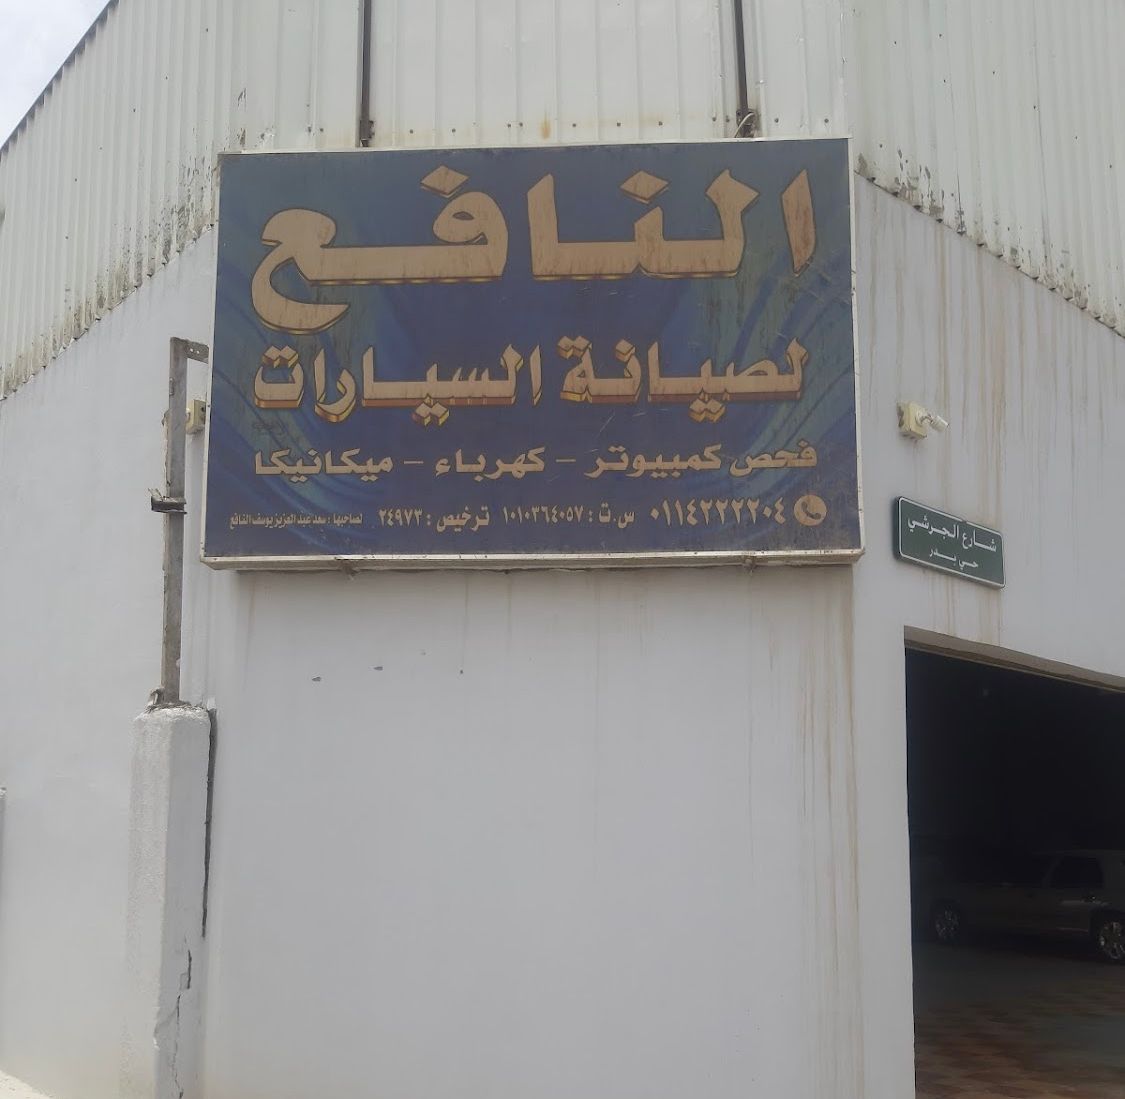 النافع
لصيانة السيارات
فحص كمبيوتر - كهرباء - ميكانيكا
٠١١٤٢٢٢٢٠٤ س.ت : ١٠١٠٣٦٤٠٥٧ ترخيص : ٢٤٩٧٣ لصاحبها : سعد عبدالعزيز يوسف النافع
شارع الجرشي
حي بدر